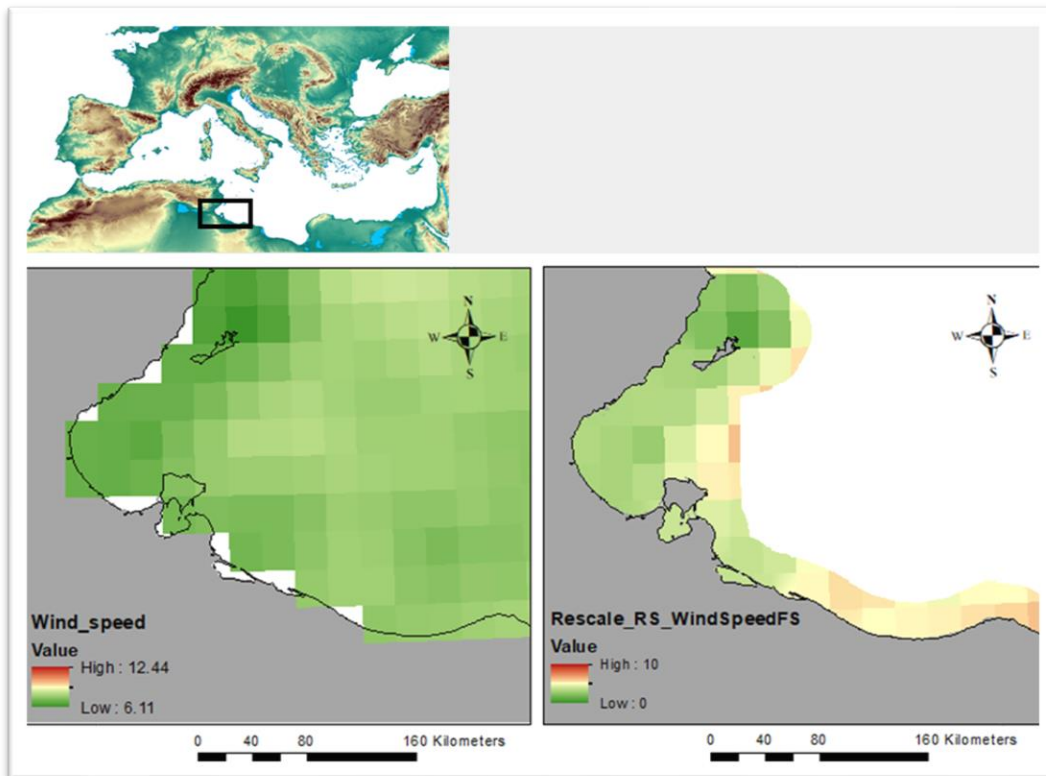 N
W E
S
Wind_speed
Value
High : 12.44
Low : 6.11
0 40 80 160 Kilometers
N
W E
S
Rescale_RS_WindSpeedFS
Value
High : 10
Low : 0
0 20 40 80 160 Kilometers